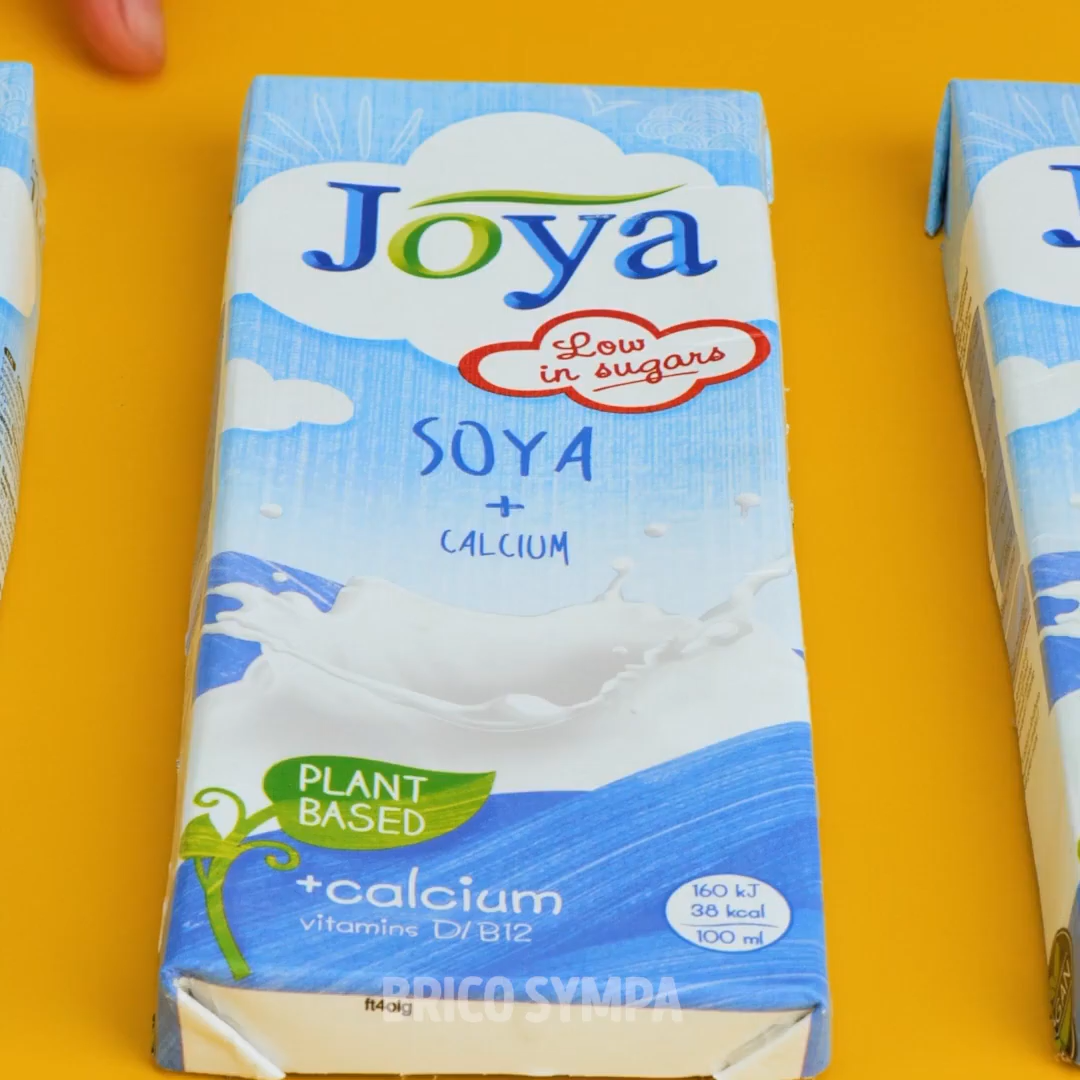 Joya
Low
in sugars
SOYA
+
CALCIUM
PLANT
BASED
+calcium
vitamins D/B12
160 kJ
38 kcal
100 ml
BRICO SYMPA